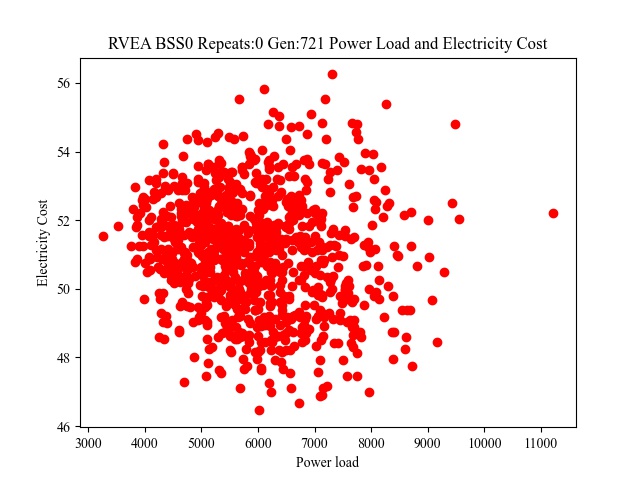 RVEA BSS0 Repeats:0 Gen:721 Power Load and Electricity Cost
56
54
52
50
48
46
Electricity Cost
3000 4000 5000 6000 7000 8000 9000 10000 11000
Power load